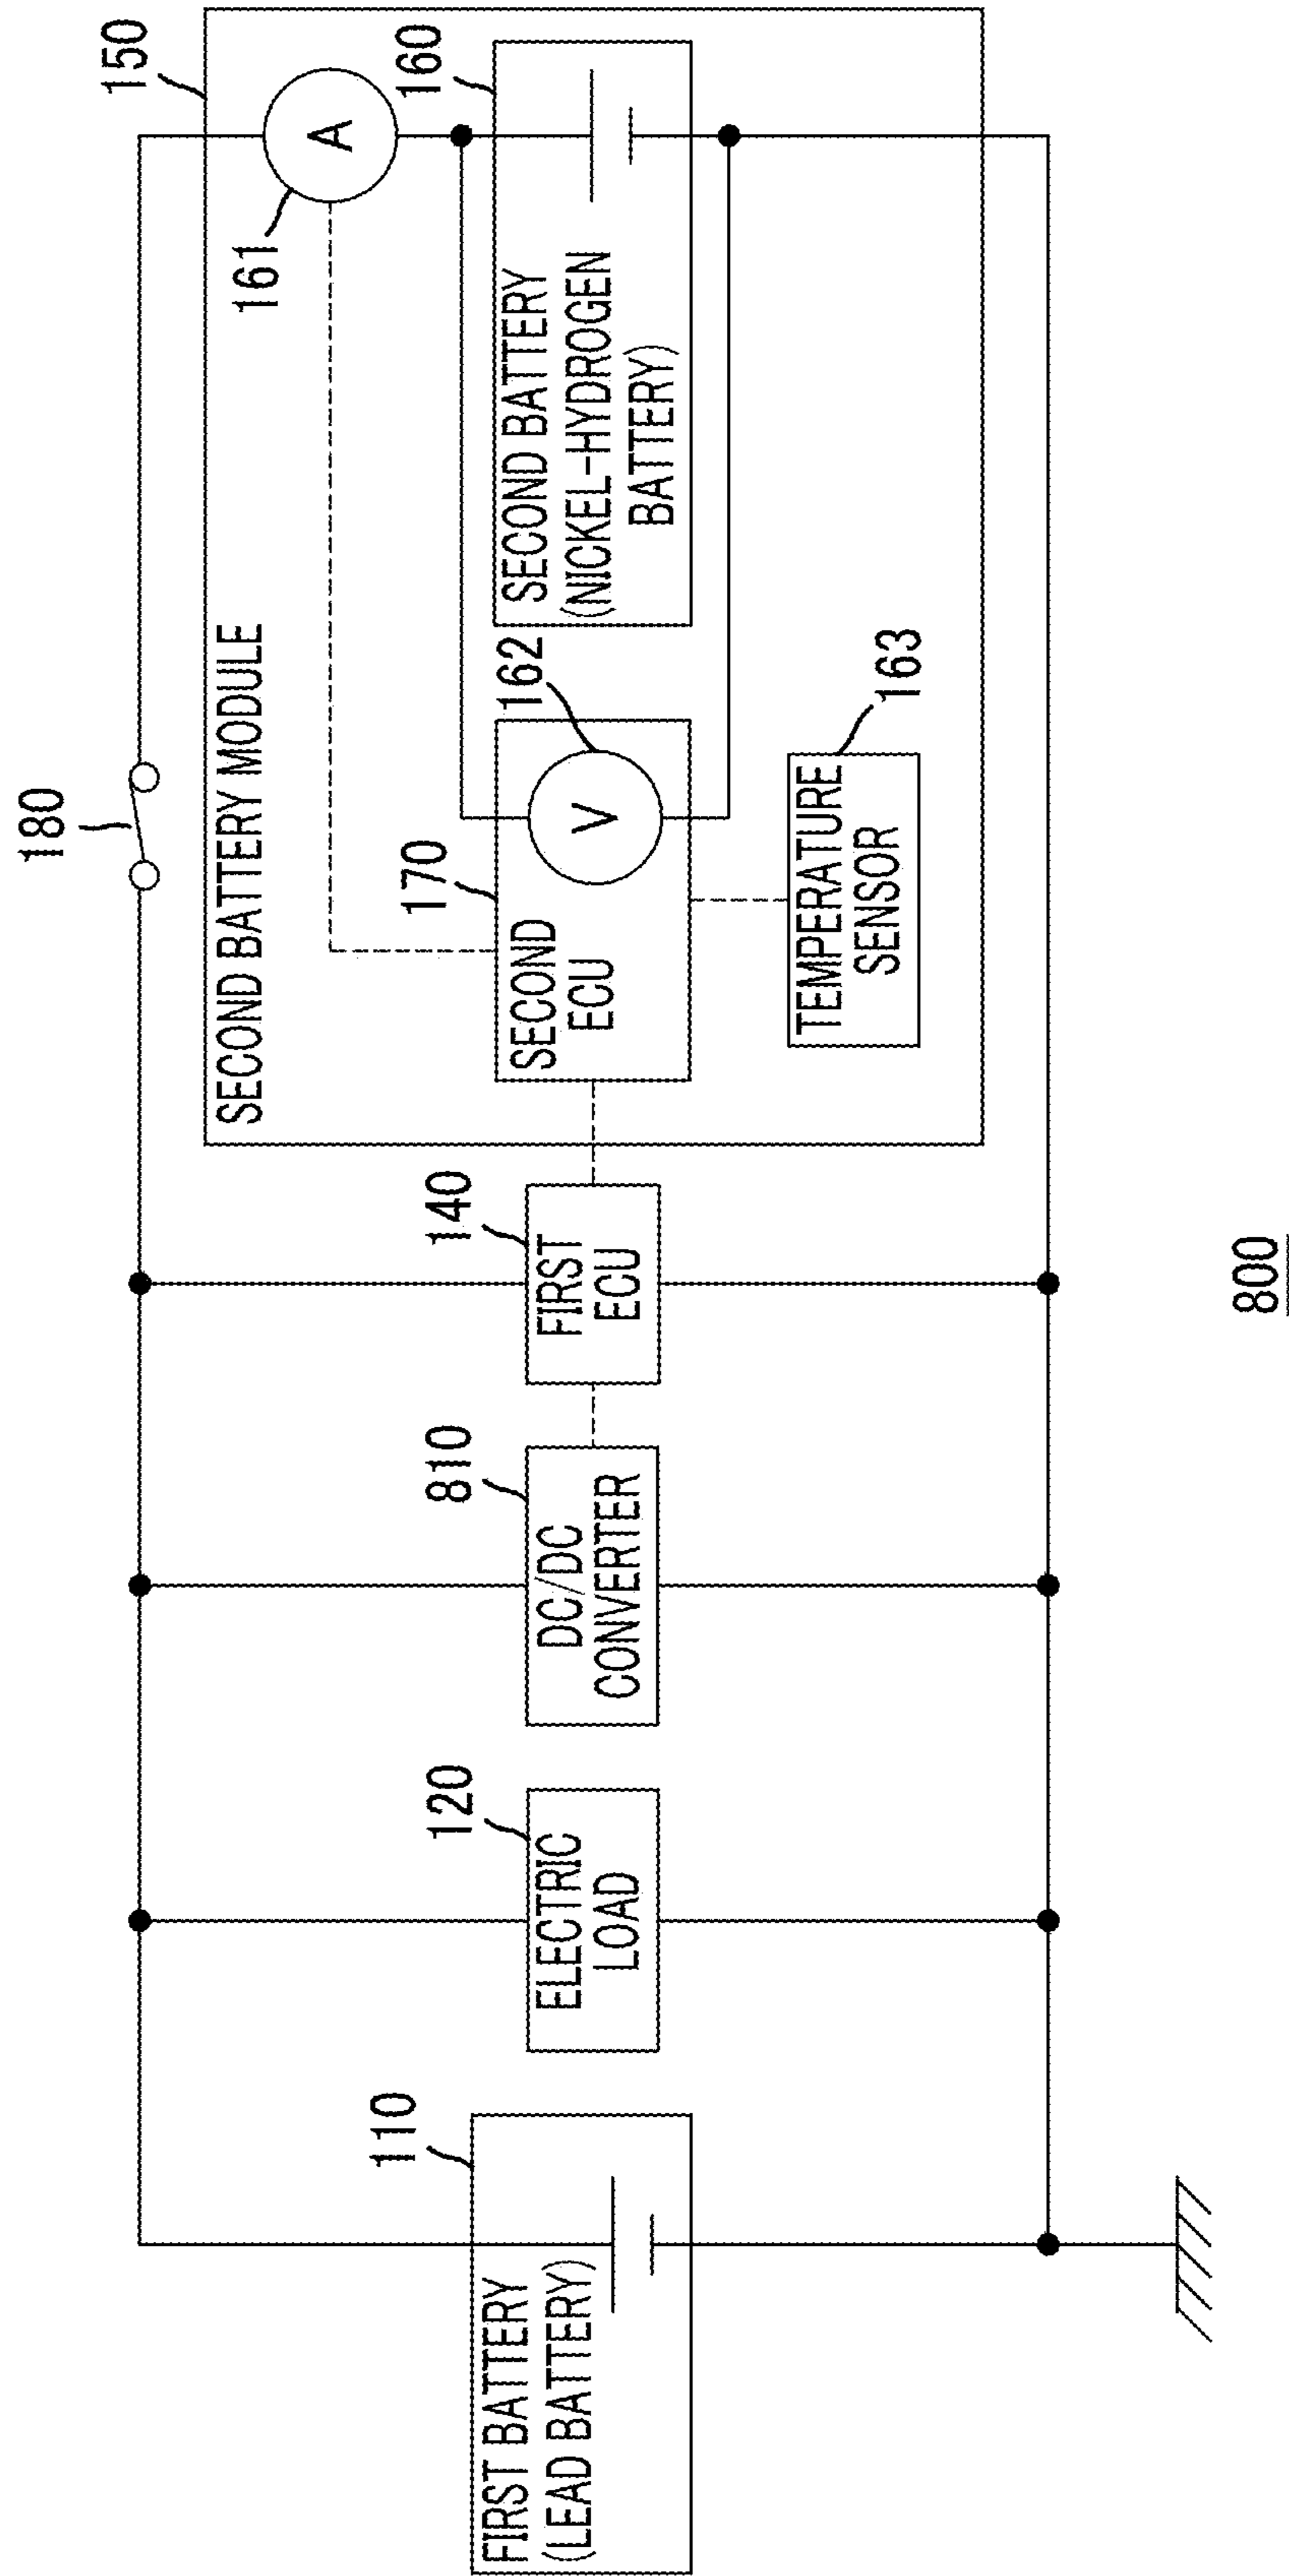 180
150
SECOND BATTERY MODULE
161
A
110
FIRST BATTERY
(LEAD BATTERY)
120
ELECTRIC
LOAD
810
DC/DC
CONVERTER
140
FIRST
ECU
170
SECOND
ECU
162
V
160
SECOND BATTERY
(NICKEL-HYDROGEN
BATTERY)
163
TEMPERATURE
SENSOR
800